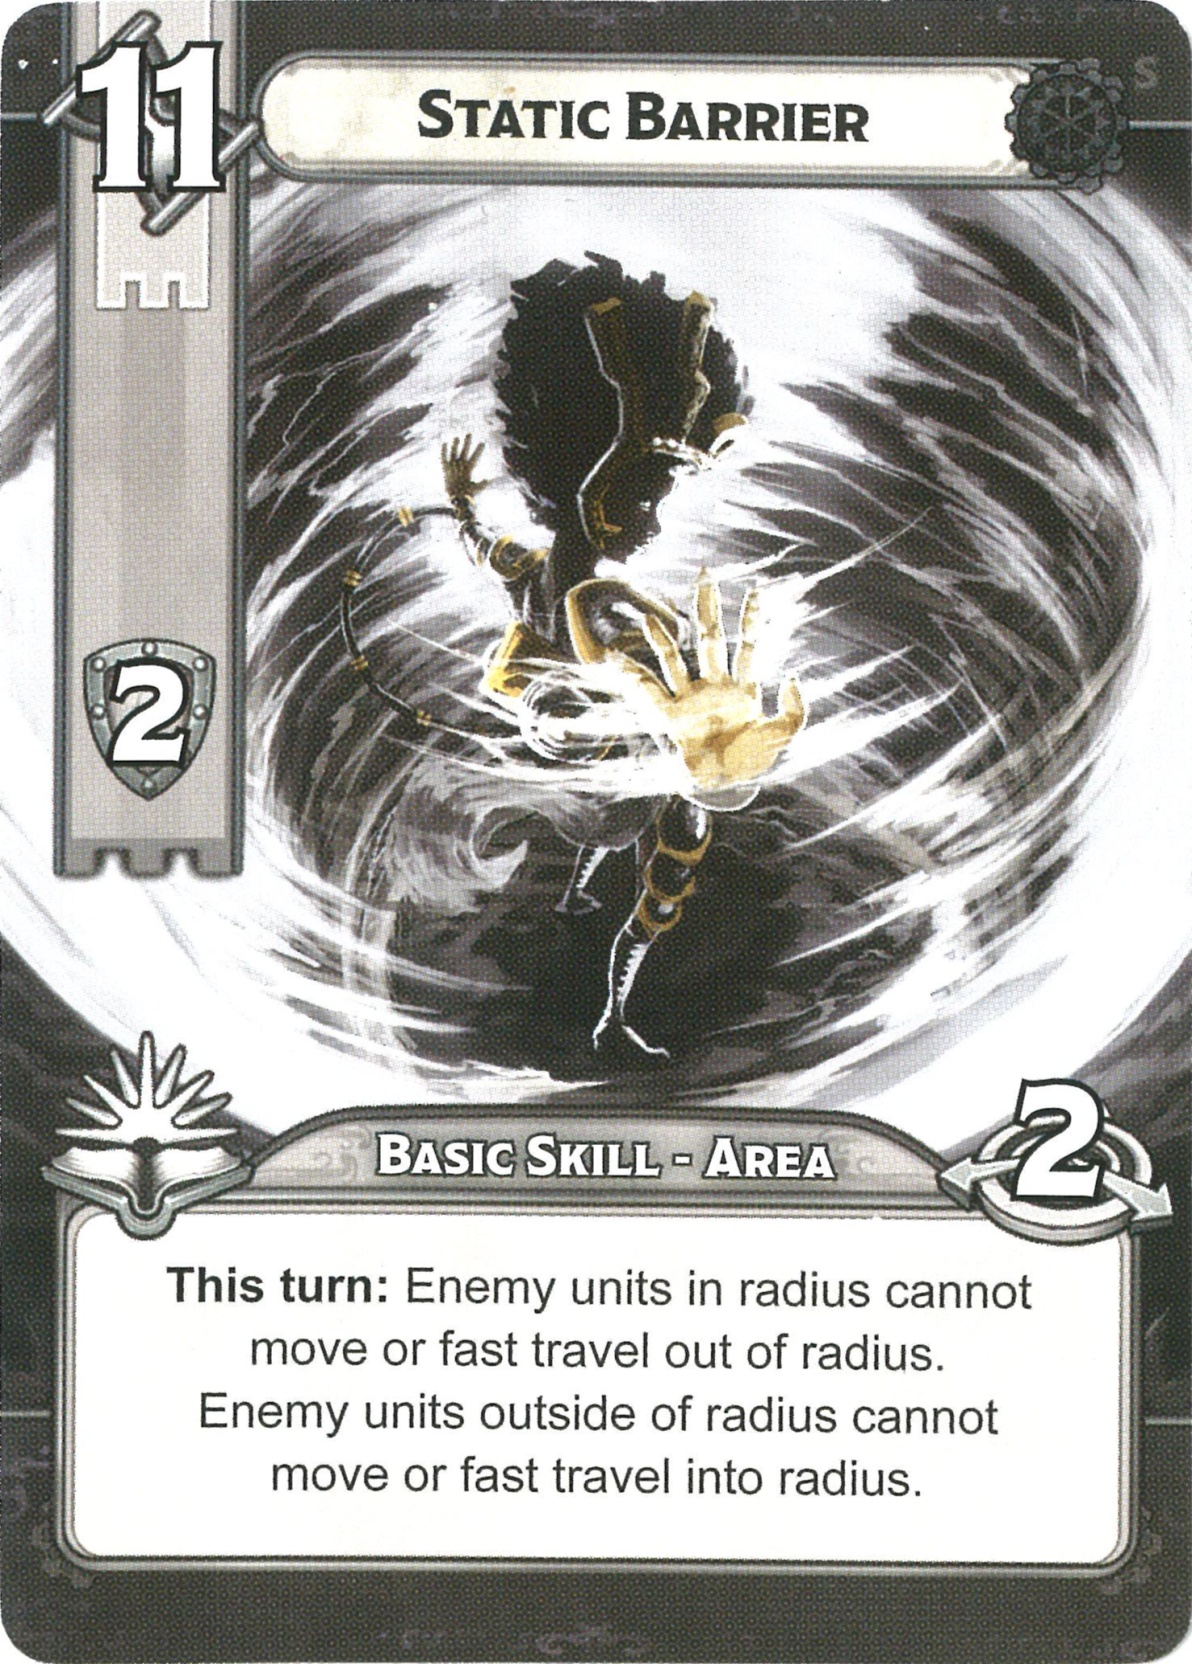 11
STATIC BARRIER
S
2
BASIC SKILL - AREA
2
This turn: Enemy units in radius cannot
move or fast travel out of radius.
Enemy units outside of radius cannot
move or fast travel into radius.